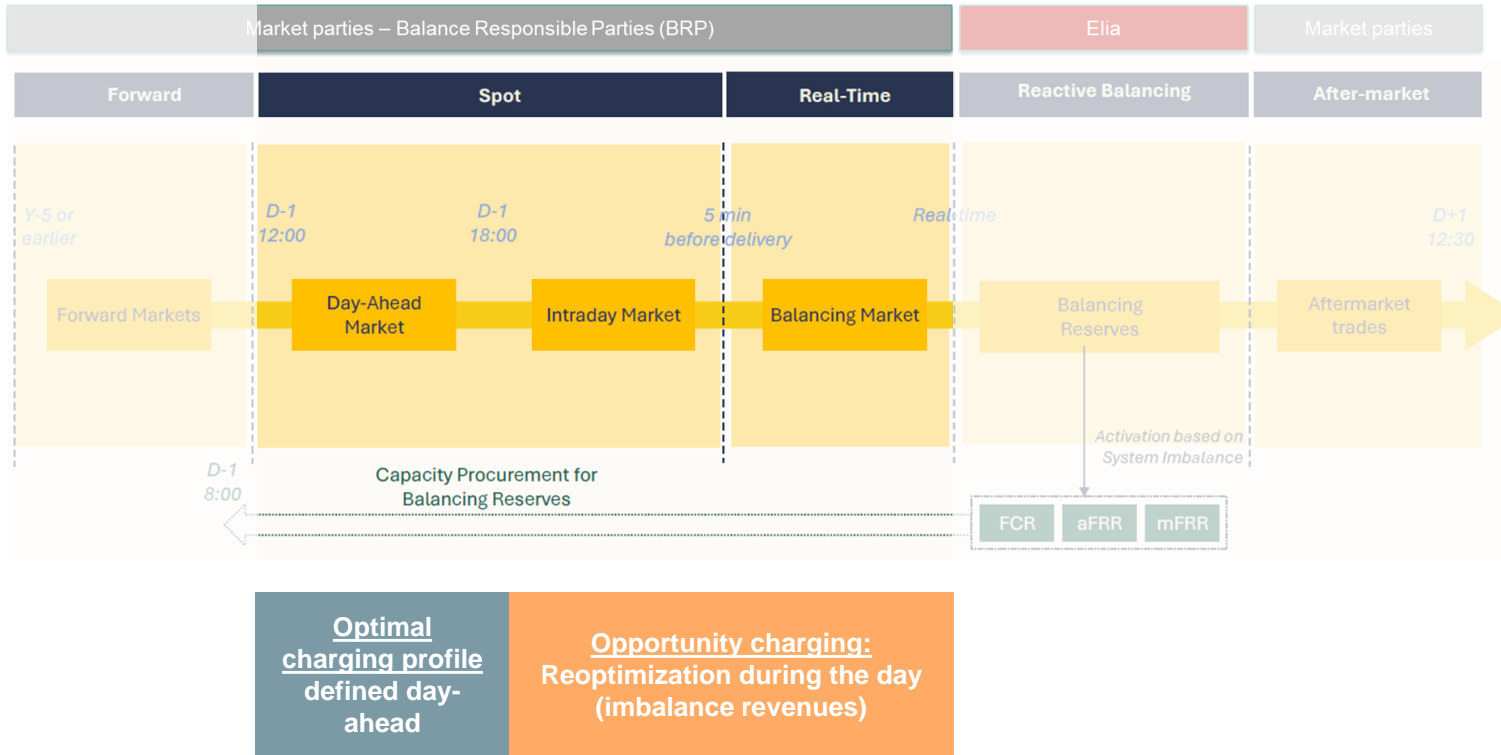 Market parties – Balance Responsible Parties (BRP)
Elia
Market parties
Forward
Spot
Real-Time
Reactive Balancing
After-market
Y-5 or
earlier
D-1
12:00
D-1
18:00
5 min
before delivery
Real-time
D+1
12:30
Forward Markets
Day-Ahead
Market
Intraday Market
Balancing Market
Balancing
Reserves
Aftermarket
trades
Activation based on
System Imbalance
D-1
8:00
Capacity Procurement for
Balancing Reserves
FCR
aFRR
mFRR
Optimal
charging profile
defined day-
ahead
Opportunity charging:
Reoptimization during the day
(imbalance revenues)